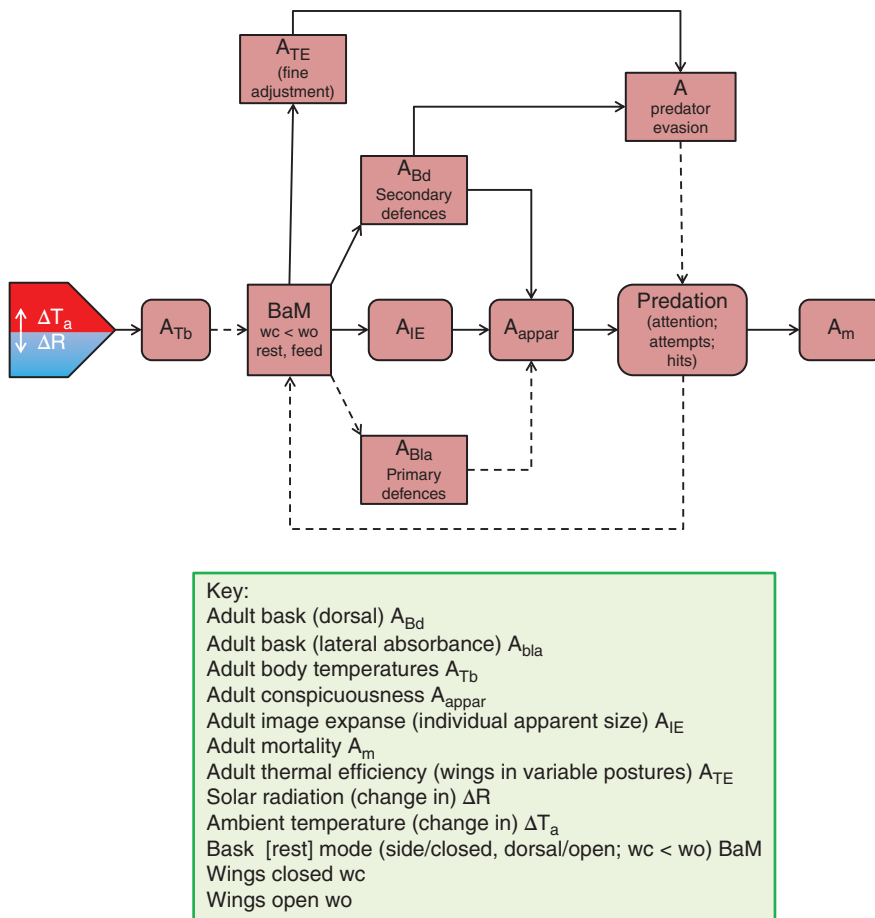 A_TE
(fine
adjustment)
A
predator
evasion
A_Bd
Secondary
defences
ΔT_a
ΔR
A_Tb
BaM
wc < wo
rest, feed
A_IE
A_appar
Predation
(attention;
attempts;
hits)
A_m
A_Bla
Primary
defences
Key:
Adult bask (dorsal) A_Bd
Adult bask (lateral absorbance) A_bla
Adult body temperatures A_Tb
Adult conspicuousness A_appar
Adult image expanse (individual apparent size) A_IE
Adult mortality A_m
Adult thermal efficiency (wings in variable postures) A_TE
Solar radiation (change in) ΔR
Ambient temperature (change in) ΔT_a
Bask [rest] mode (side/closed, dorsal/open; wc < wo) BaM
Wings closed wc
Wings open wo